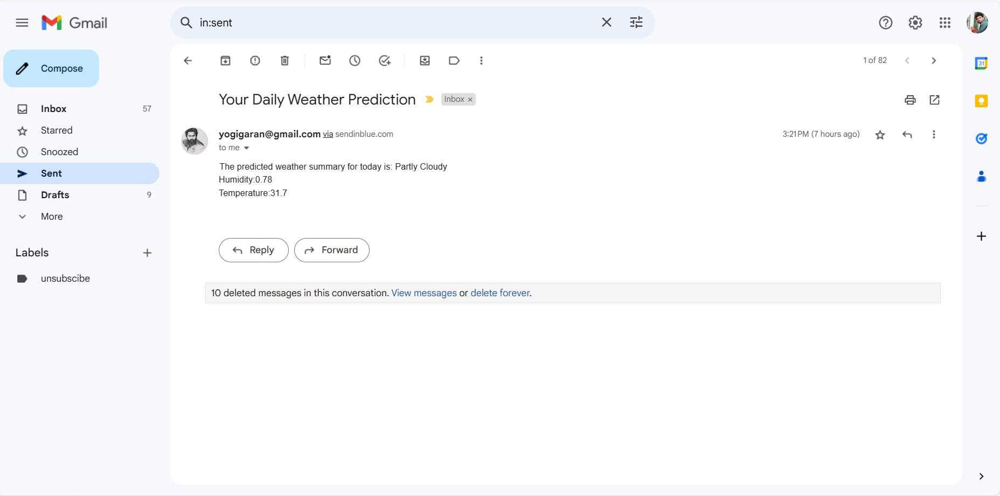 Gmail
in:sent
Compose
1 of 82
Inbox 57
Starred
Snoozed
Sent
Drafts 9
More
Labels
unsubscibe
Your Daily Weather Prediction Inbox ×
yogigaran@gmail.com via sendinblue.com 3:21 PM (7 hours ago)
to me
The predicted weather summary for today is: Partly Cloudy
Humidity:0.78
Temperature:31.7
Reply Forward
10 deleted messages in this conversation. View messages or delete forever.
31